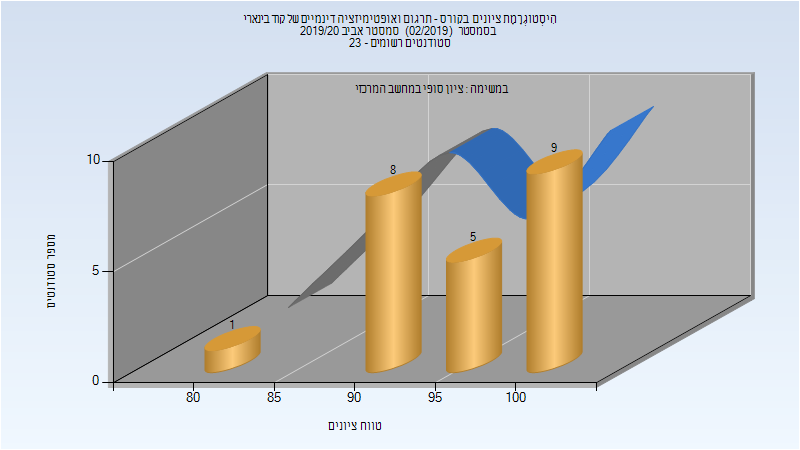 היסטוגרמת ציונים בקורס - תרגום ואופטימיזציה דינמיים של קוד בינארי
בסמסטר (02/2019) סמסטר אביב 2019/20
סטודנטים רשומים - 23
במשימה : ציון סופי במחשב המרכזי
10
5
0
מספר סטודנטים
1
8
5
9
80
85
90
95
100
טווח ציונים